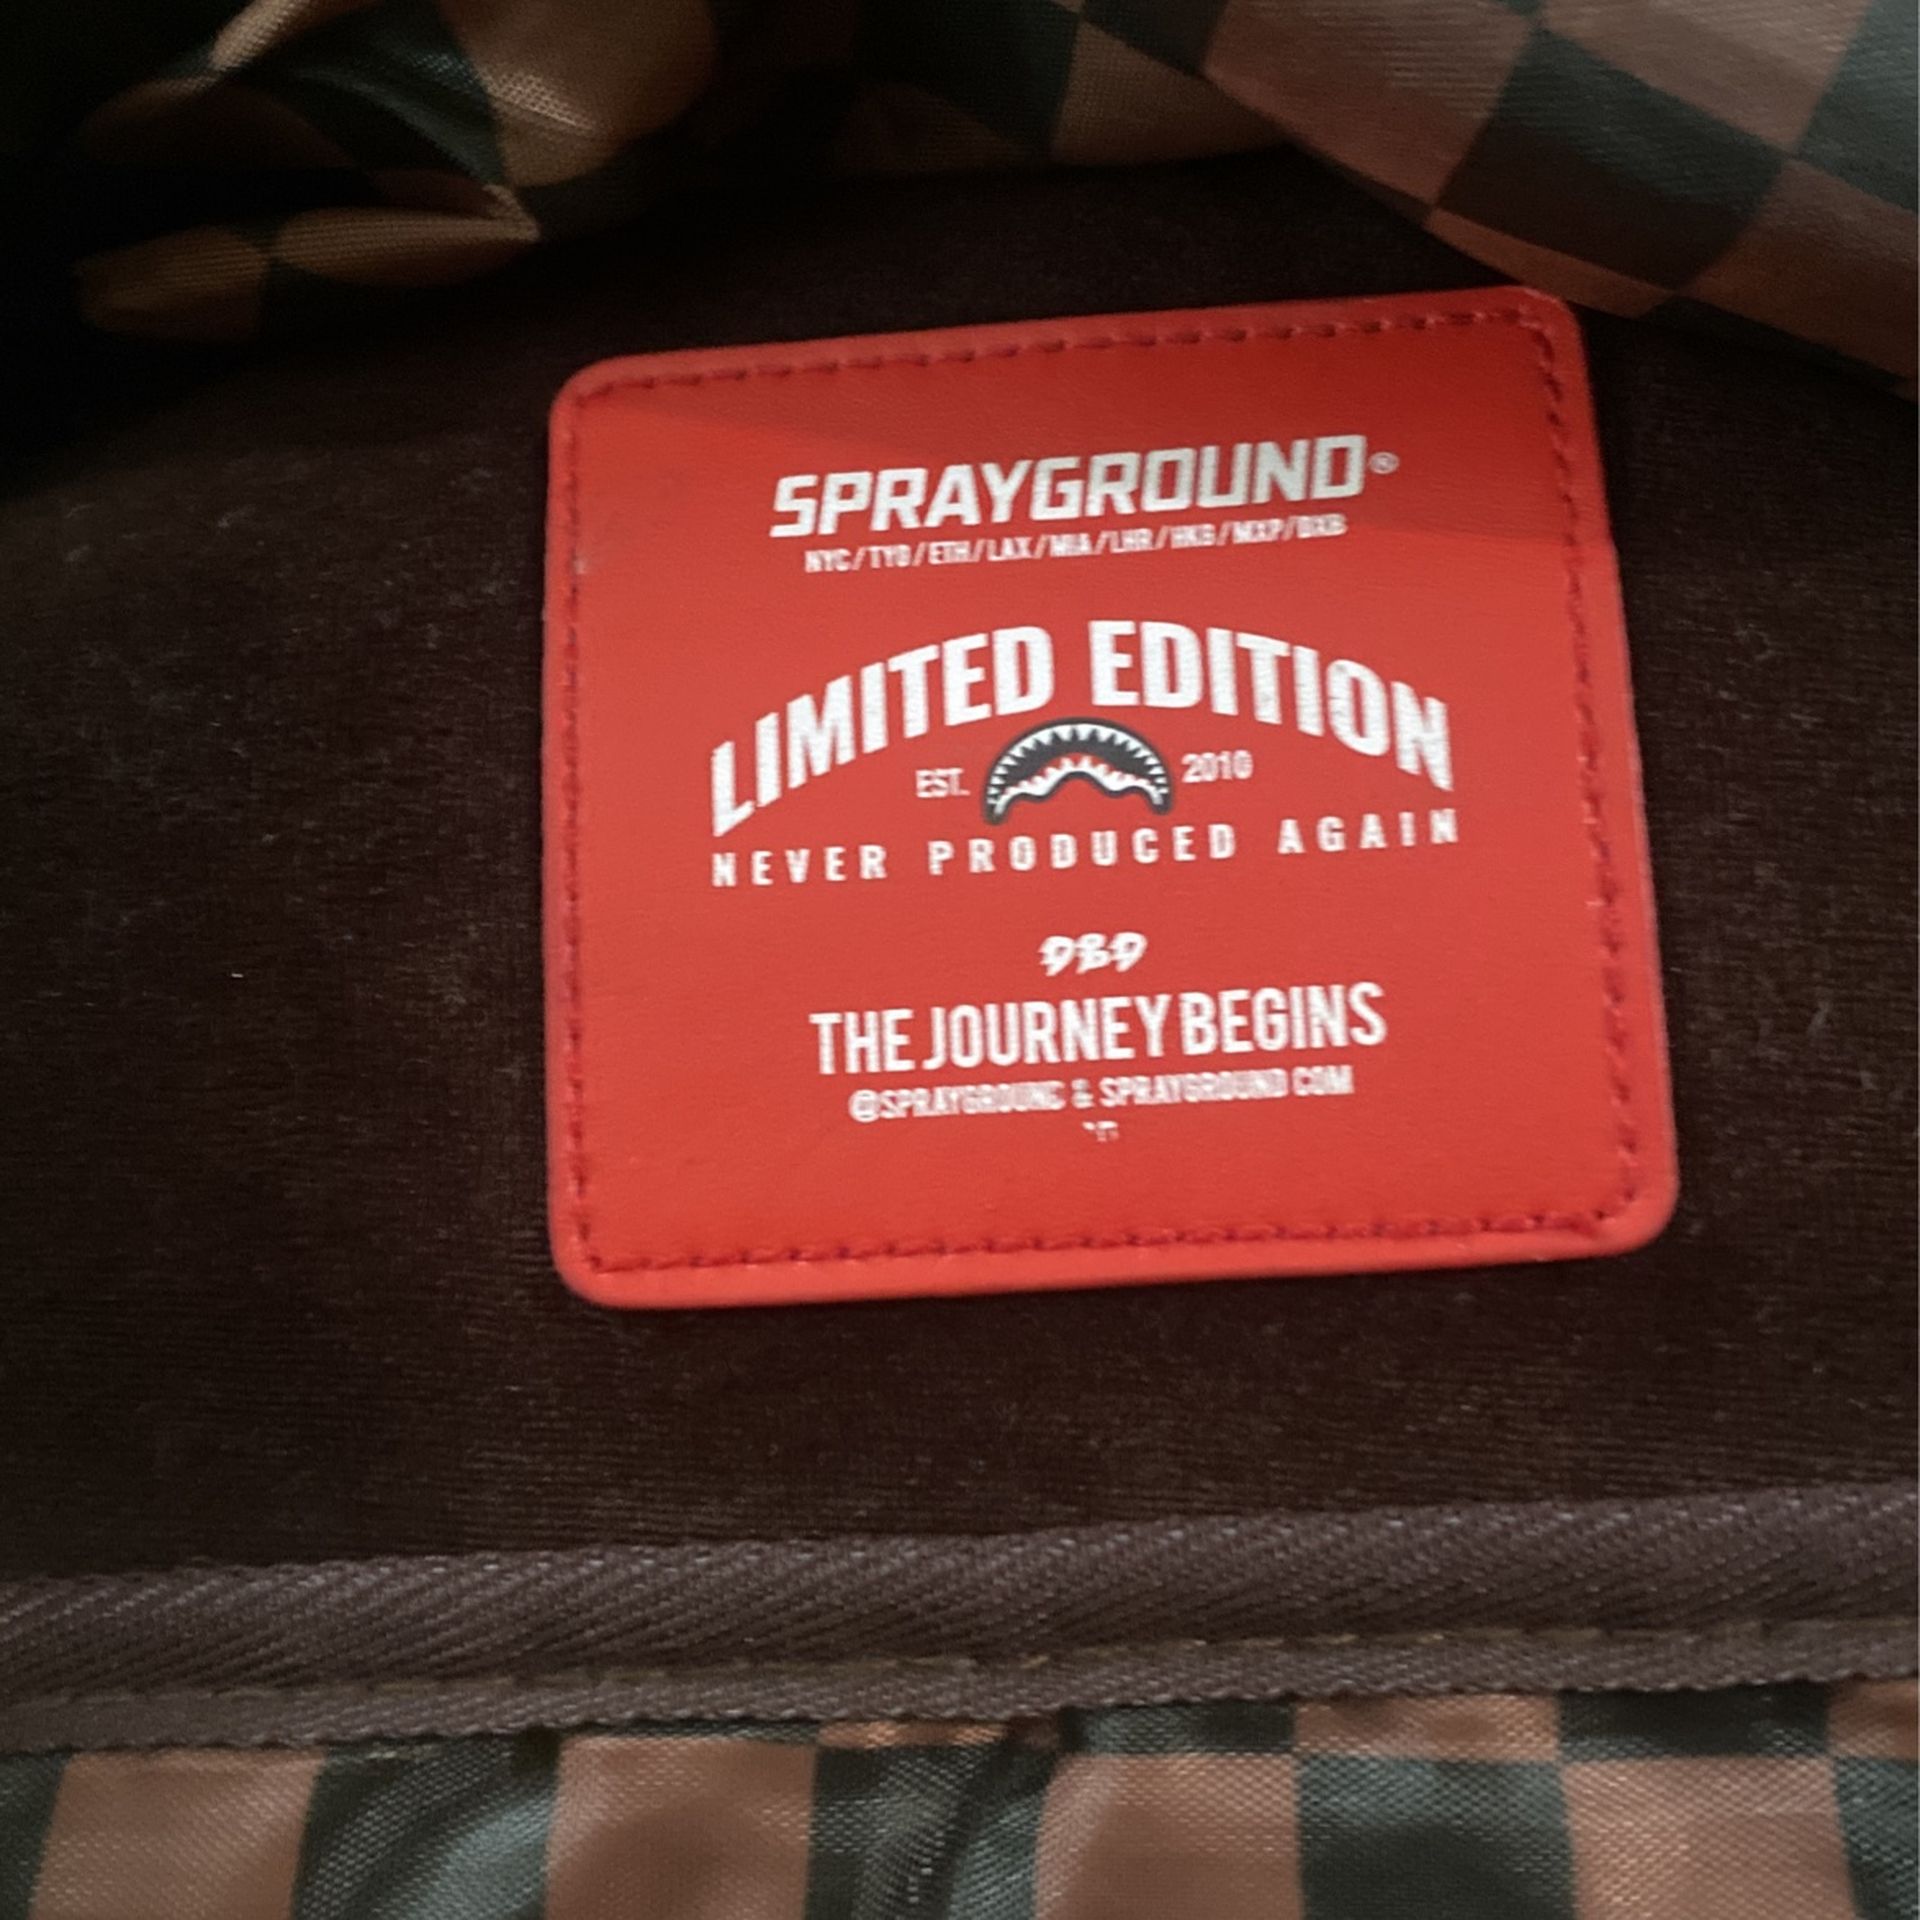 SPRAYGROUND®
NYC/TYO/ETH/LAX/MIA/LHR/HKG/MXP/DXB
LIMITED EDITION
EST. 2010
NEVER PRODUCED AGAIN
THE JOURNEY BEGINS
@SPRAYGROUND & SPRAYGROUND.COM